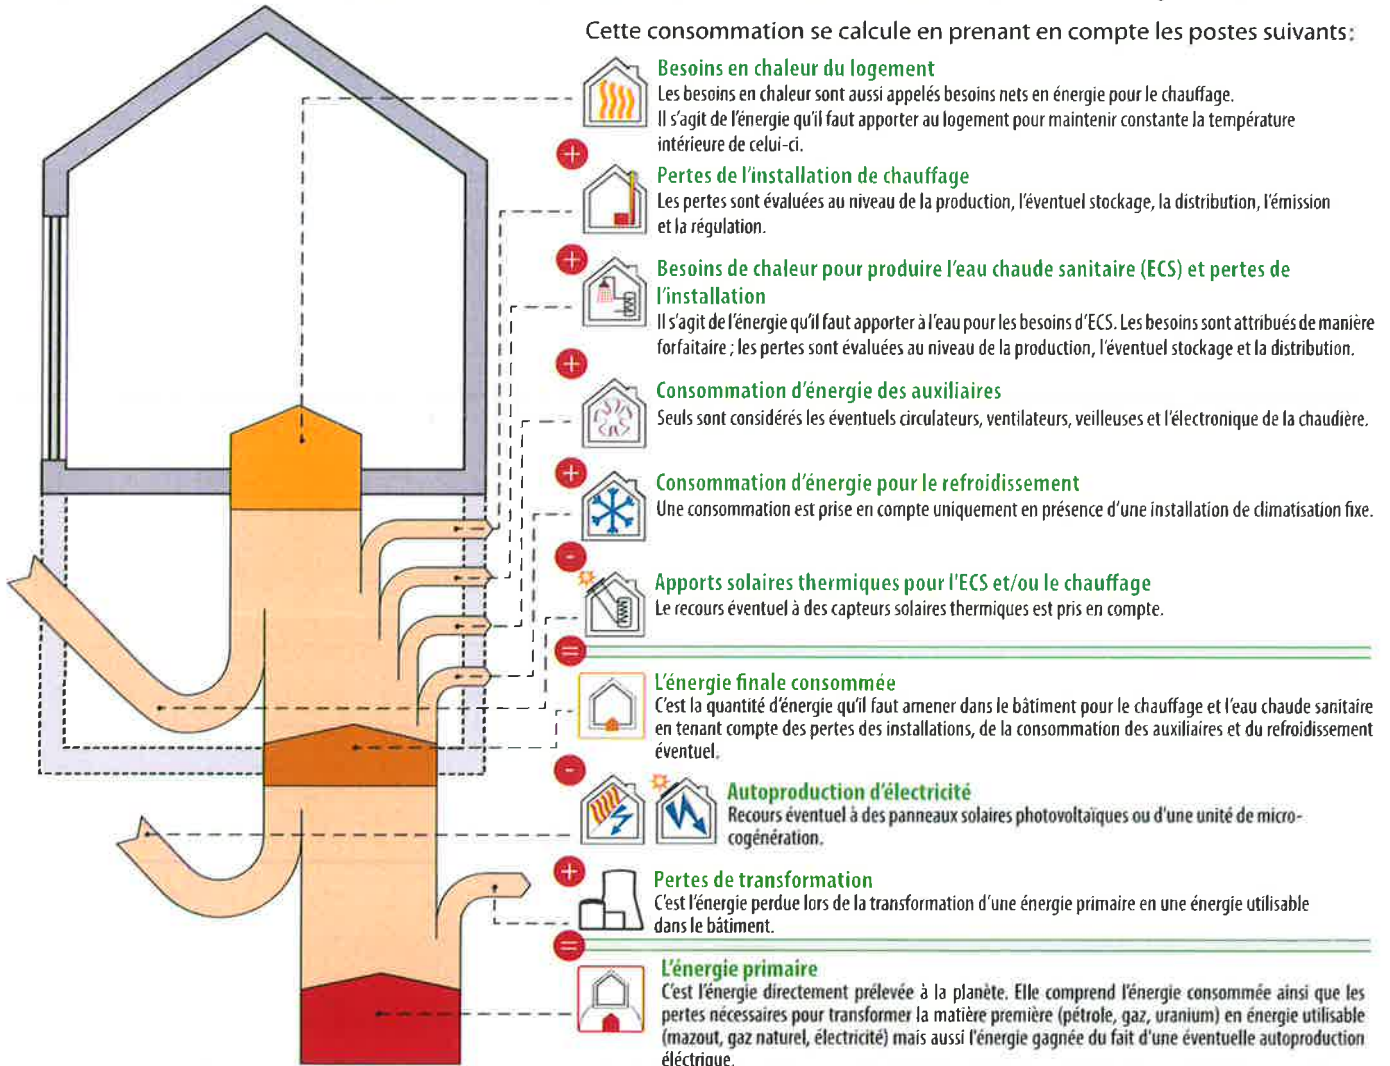 Cette consommation se calcule en prenant en compte les postes suivants:
Besoins en chaleur du logement
Les besoins en chaleur sont aussi appelés besoins nets en énergie pour le chauffage.
Il s'agit de l'énergie qu'il faut apporter au logement pour maintenir constante la température
intérieure de celui-ci.
+
Pertes de l'installation de chauffage
Les pertes sont évaluées au niveau de la production, l'éventuel stockage, la distribution, l'émission
et la régulation.
+
Besoins de chaleur pour produire l'eau chaude sanitaire (ECS) et pertes de
l'installation
Il s'agit de l'énergie qu'il faut apporter à l'eau pour les besoins d'ECS. Les besoins sont attribués de manière
forfaitaire ; les pertes sont évaluées au niveau de la production, l'éventuel stockage et la distribution.
+
Consommation d'énergie des auxiliaires
Seuls sont considérés les éventuels circulateurs, ventilateurs, veilleuses et l'électronique de la chaudière.
+
Consommation d'énergie pour le refroidissement
Une consommation est prise en compte uniquement en présence d'une installation de climatisation fixe.
-
Apports solaires thermiques pour l'ECS et/ou le chauffage
Le recours éventuel à des capteurs solaires thermiques est pris en compte.
=
L'énergie finale consommée
C'est la quantité d'énergie qu'il faut amener dans le bâtiment pour le chauffage et l'eau chaude sanitaire
en tenant compte des pertes des installations, de la consommation des auxiliaires et du refroidissement
éventuel.
-
Autoproduction d'électricité
Recours éventuel à des panneaux solaires photovoltaïques ou d'une unité de micro-
cogénération.
+
Pertes de transformation
C'est l'énergie perdue lors de la transformation d'une énergie primaire en une énergie utilisable
dans le bâtiment.
=
L'énergie primaire
C'est l'énergie directement prélevée à la planète. Elle comprend l'énergie consommée ainsi que les
pertes nécessaires pour transformer la matière première (pétrole, gaz, uranium) en énergie utilisable
(mazout, gaz naturel, électricité) mais aussi l'énergie gagnée du fait d'une éventuelle autoproduction
éléctrique.